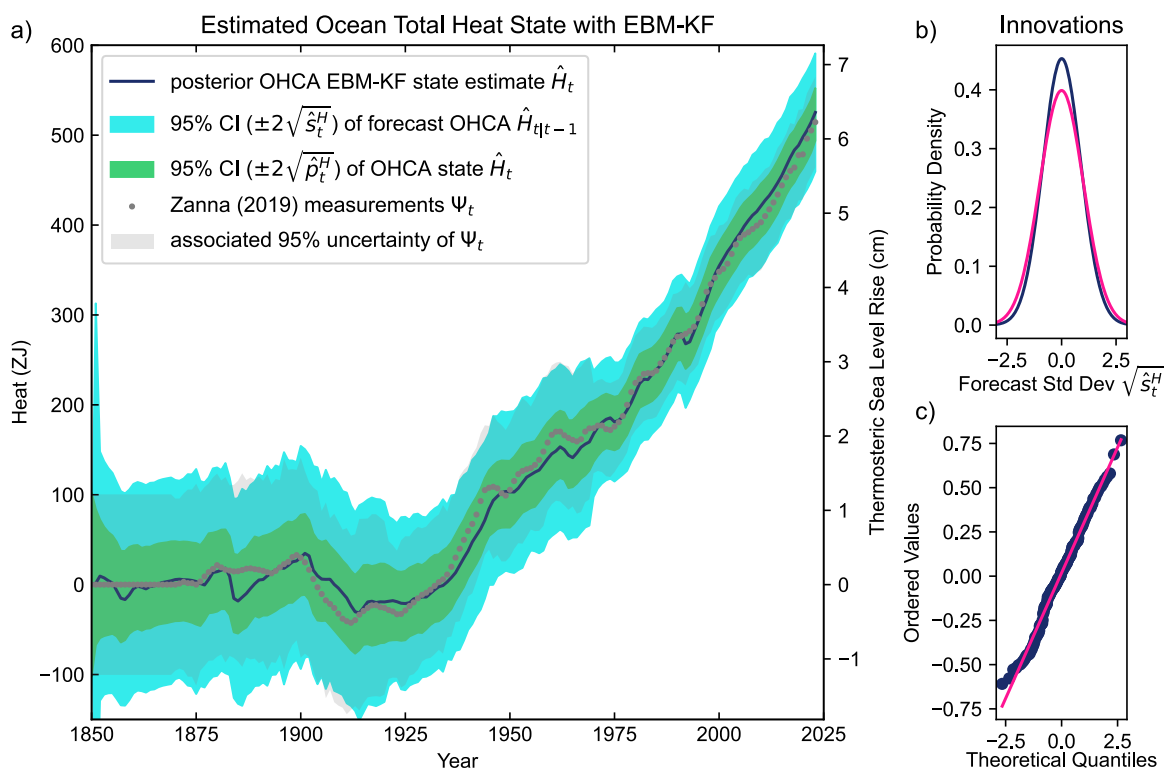 a)
Estimated Ocean Total Heat State with EBM-KF
posterior OHCA EBM-KF state estimate Ĥ_t
95% CI (±2√ŝ_t^H) of forecast OHCA Ĥ_t|t−1
95% CI (±2√p̂_t^H) of OHCA state Ĥ_t
Zanna (2019) measurements Ψ_t
associated 95% uncertainty of Ψ_t
600
500
400
300
200
100
0
−100
Heat (ZJ)
1850
1875
1900
1925
1950
1975
2000
2025
Year
7
6
5
4
3
2
1
0
−1
Thermosteric Sea Level Rise (cm)
b)
Innovations
0.4
0.3
0.2
0.1
0.0
Probability Density
−2.5
0.0
2.5
Forecast Std Dev √ŝ_t^H
c)
0.75
0.50
0.25
0.00
−0.25
−0.50
−0.75
Ordered Values
−2.5
0.0
2.5
Theoretical Quantiles